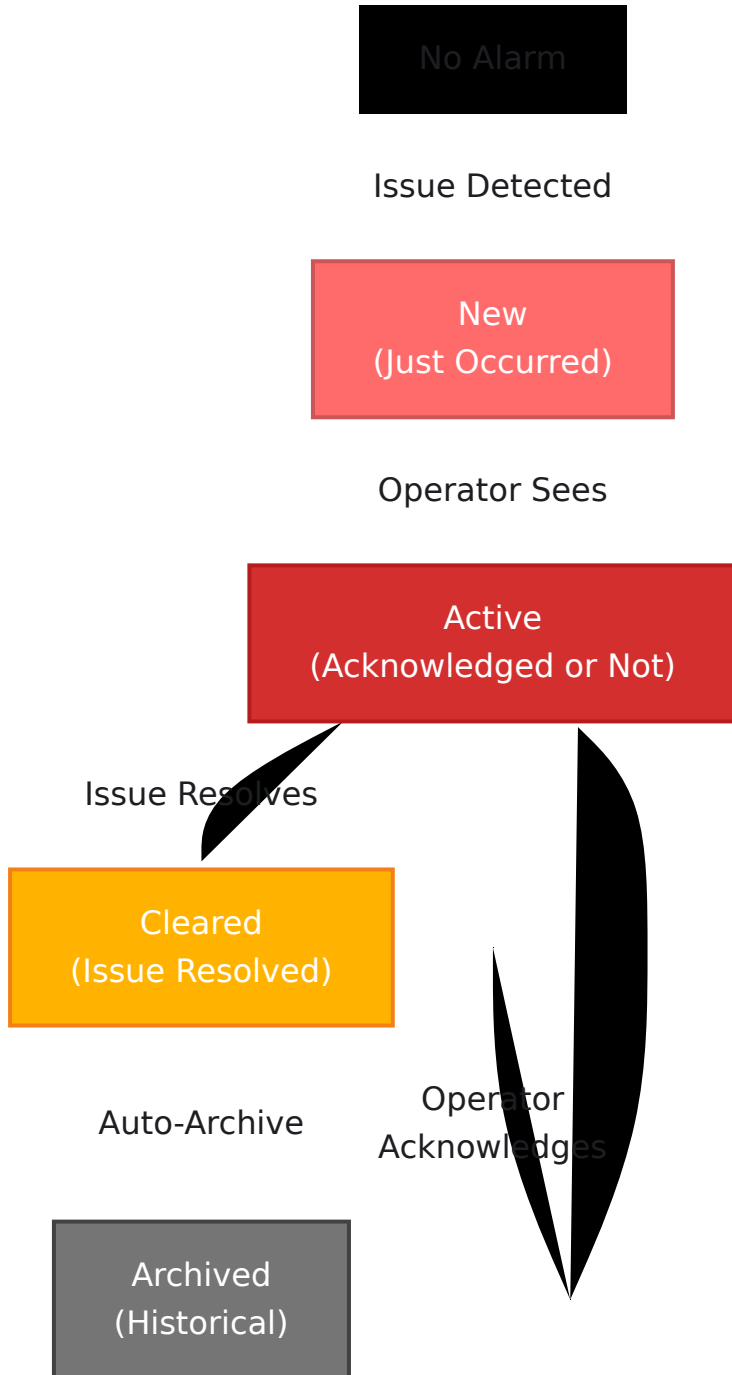 No Alarm
Issue Detected
New
(Just Occurred)
Operator Sees
Active
(Acknowledged or Not)
Issue Resolves
Cleared
(Issue Resolved)
Operator
Acknowledges
Auto-Archive
Archived
(Historical)